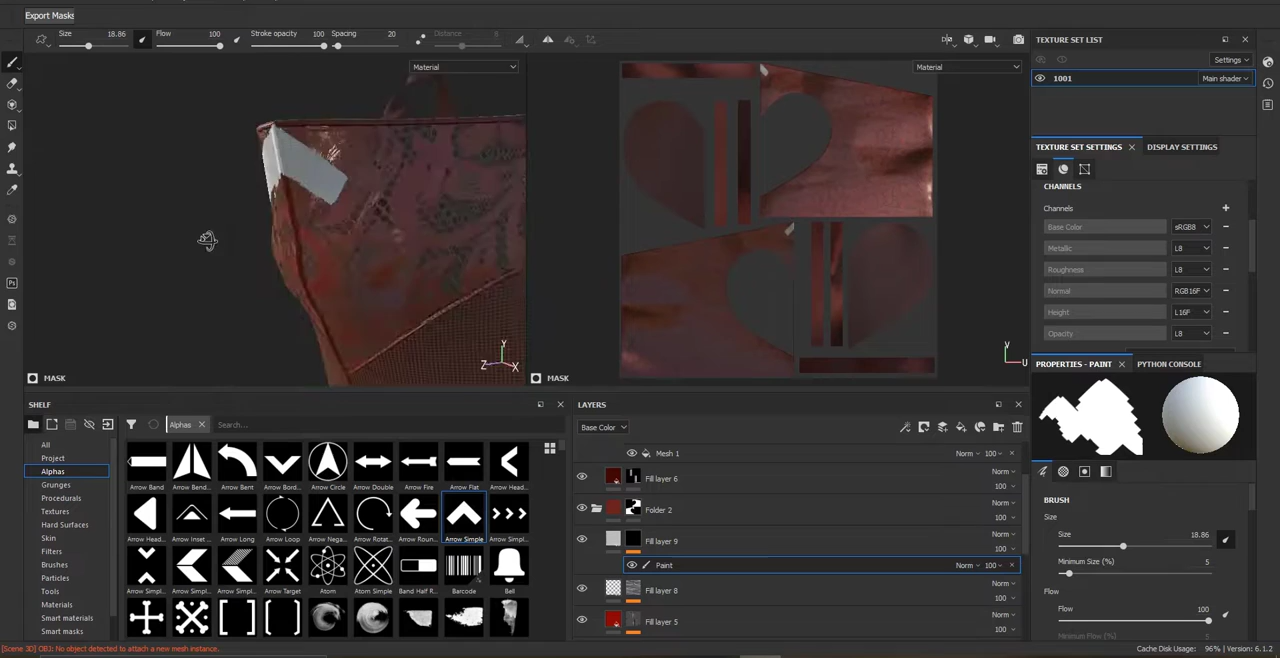 Export Masks
Size 18.86
Flow 100
Stroke opacity 100
Spacing 20
Distance 8
Material
Material
TEXTURE SET LIST
Settings
1001
Main shader
TEXTURE SET SETTINGS
DISPLAY SETTINGS
CHANNELS
Channels
Base Color sRGB8
Metallic L8
Roughness L8
Normal RGB16F
Height L16F
Opacity L8
Y
Z
X
U
MASK
MASK
PROPERTIES - PAINT
PYTHON CONSOLE
SHELF
Alphas
Search...
All
Project
Alphas
Grunges
Procedurals
Textures
Hard Surfaces
Skin
Filters
Brushes
Particles
Tools
Materials
Smart materials
Smart masks
Arrow Band Arrow Bend... Arrow Bent Arrow Bord... Arrow Circle Arrow Double Arrow Fire Arrow Flat Arrow Head...
Arrow Head... Arrow Inset ... Arrow Long Arrow Loop Arrow Nega... Arrow Rotat... Arrow Roun... Arrow Simple Arrow Simpl...
Arrow Simpl... Arrow Simpl... Arrow Simpl... Arrow Target Atom Atom Simple Band Half R... Barcode Bell
LAYERS
Base Color
Mesh 1 Norm 100
Fill layer 6 Norm 100
Folder 2 Norm 100
Fill layer 9 Norm 100
Paint Norm 100
Fill layer 8 Norm 100
Fill layer 5 Norm 100
BRUSH
Size
Size 18.86
Minimum Size (%) 5
Flow
Flow 100
Minimum Flow (%)
[Scene 3D] OBJ: No object detected to attach a new mesh instance.
Cache Disk Usage: 96% | Version: 6.1.2